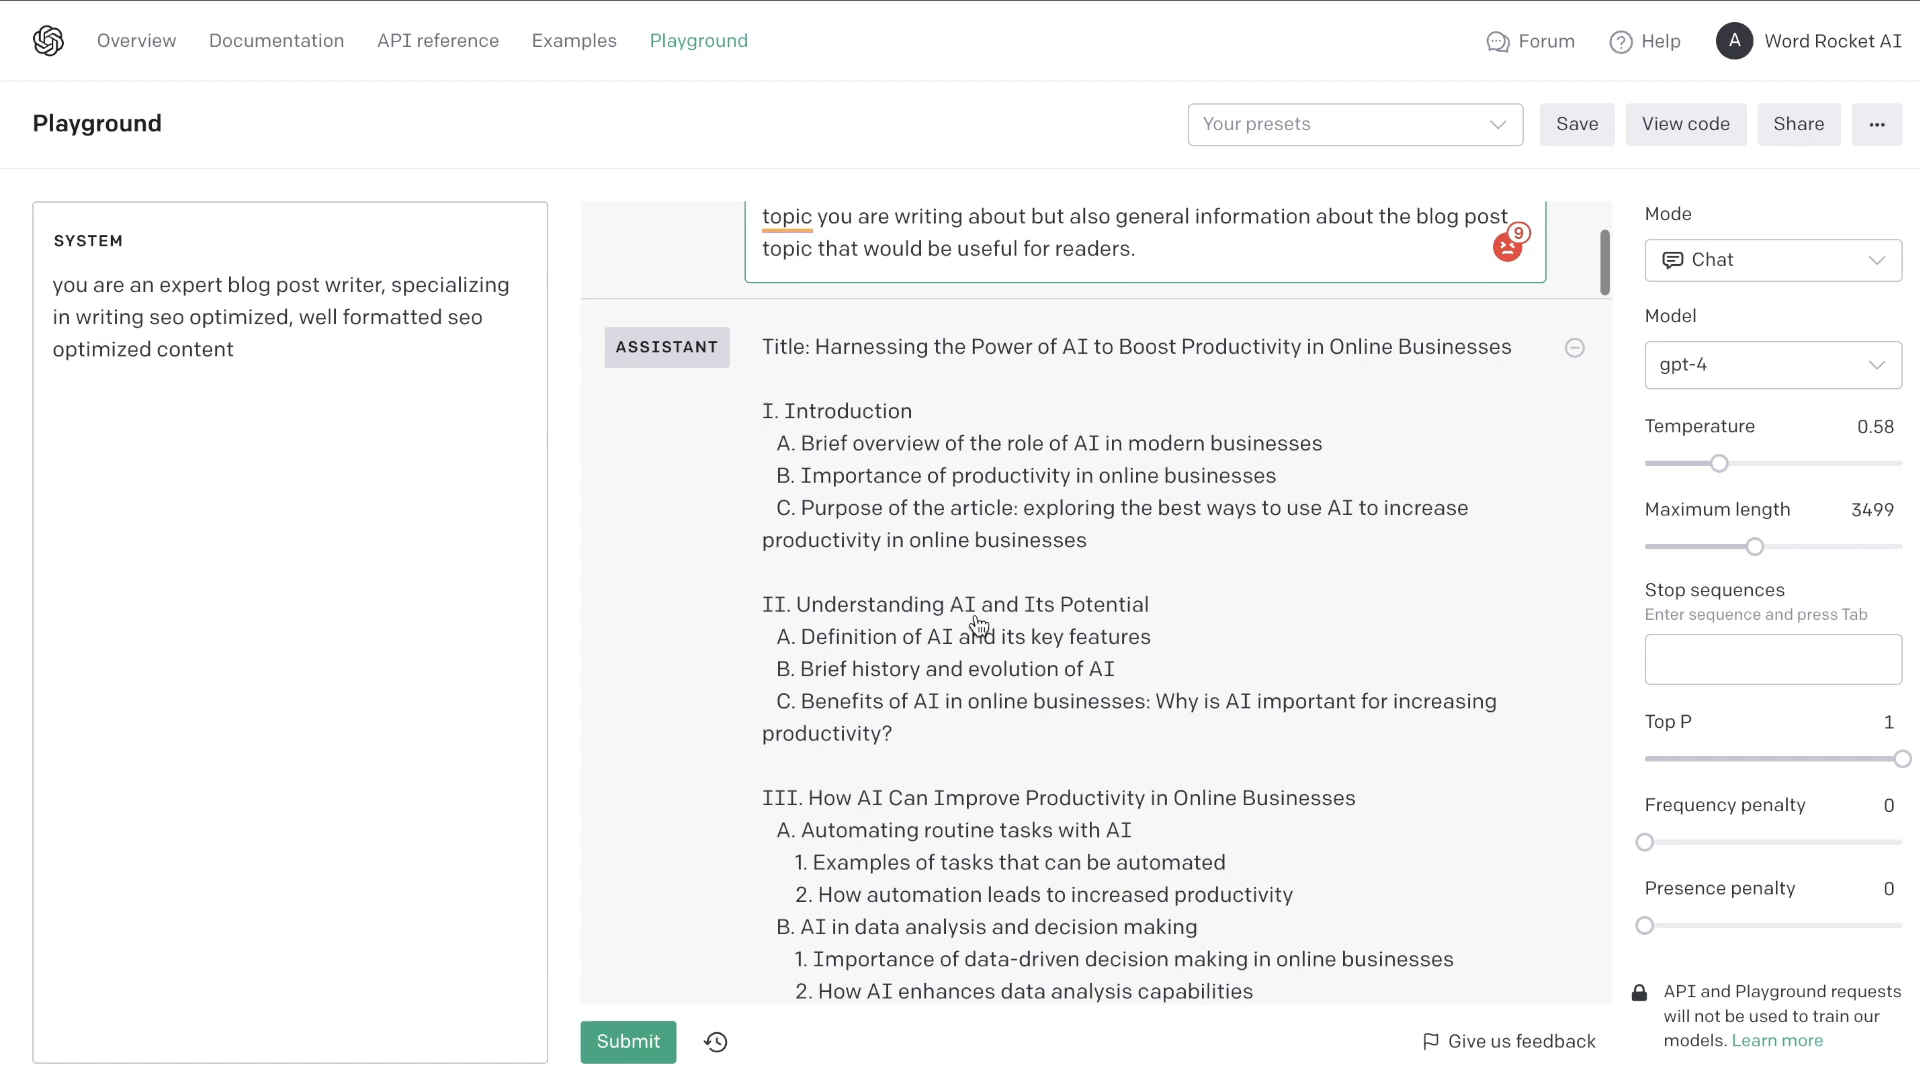 Overview Documentation API reference Examples Playground Forum Help A Word Rocket AI
Playground
Your presets Save View code Share ...
SYSTEM
you are an expert blog post writer, specializing
in writing seo optimized, well formatted seo
optimized content
topic you are writing about but also general information about the blog post
topic that would be useful for readers.
9
ASSISTANT
Title: Harnessing the Power of AI to Boost Productivity in Online Businesses
I. Introduction
A. Brief overview of the role of AI in modern businesses
B. Importance of productivity in online businesses
C. Purpose of the article: exploring the best ways to use AI to increase
productivity in online businesses
II. Understanding AI and Its Potential
A. Definition of AI and its key features
B. Brief history and evolution of AI
C. Benefits of AI in online businesses: Why is AI important for increasing
productivity?
III. How AI Can Improve Productivity in Online Businesses
A. Automating routine tasks with AI
1. Examples of tasks that can be automated
2. How automation leads to increased productivity
B. AI in data analysis and decision making
1. Importance of data-driven decision making in online businesses
2. How AI enhances data analysis capabilities
Submit
Give us feedback
Mode
Chat
Model
gpt-4
Temperature 0.58
Maximum length 3499
Stop sequences
Enter sequence and press Tab
Top P 1
Frequency penalty 0
Presence penalty 0
API and Playground requests
will not be used to train our
models. Learn more